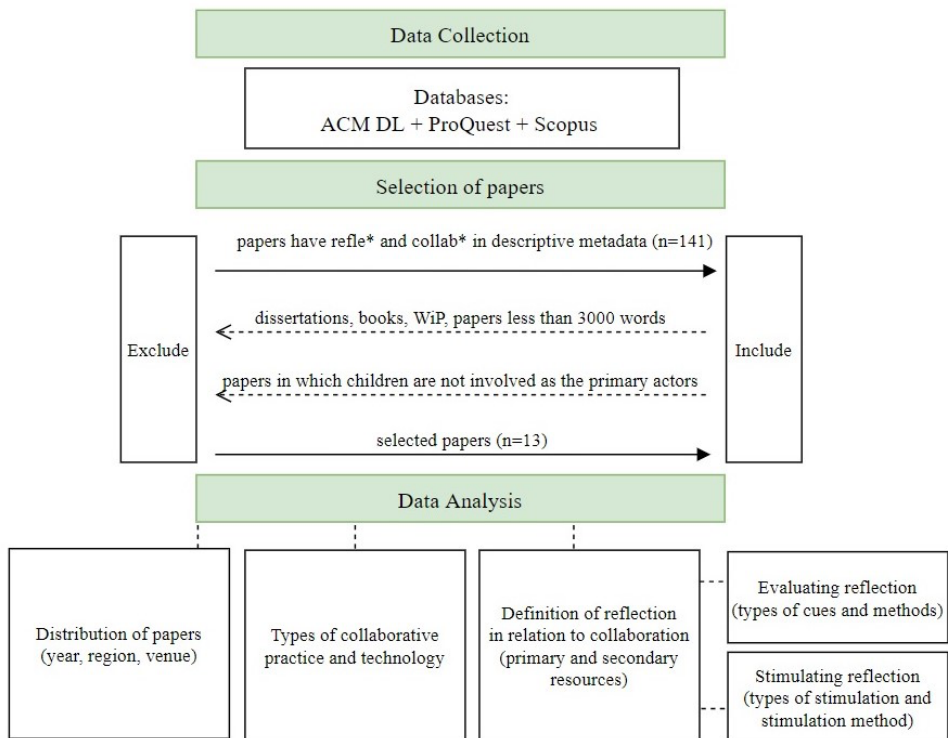 Data Collection
Databases:
ACM DL + ProQuest + Scopus
Selection of papers
Exclude
papers have refle* and collab* in descriptive metadata (n=141)
dissertations, books, WiP, papers less than 3000 words
papers in which children are not involved as the primary actors
selected papers (n=13)
Include
Data Analysis
Distribution of papers
(year, region, venue)
Types of collaborative
practice and technology
Definition of reflection
in relation to collaboration
(primary and secondary
resources)
Evaluating reflection
(types of cues and methods)
Stimulating reflection
(types of stimulation and
stimulation method)